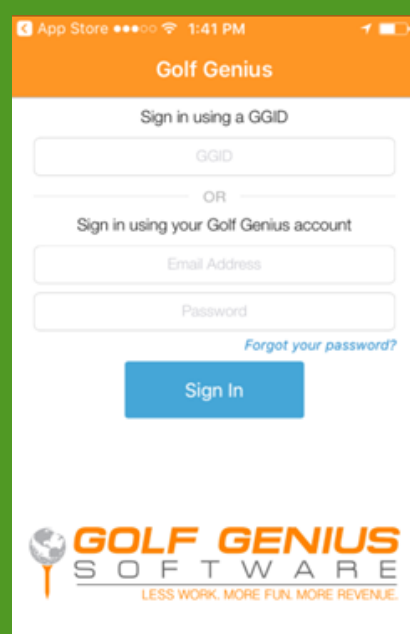 App Store 1:41 PM
Golf Genius
Sign in using a GGID
GGID
OR
Sign in using your Golf Genius account
Email Address
Password
Forgot your password?
Sign In
GOLF GENIUS
SOFTWARE
LESS WORK. MORE FUN. MORE REVENUE.